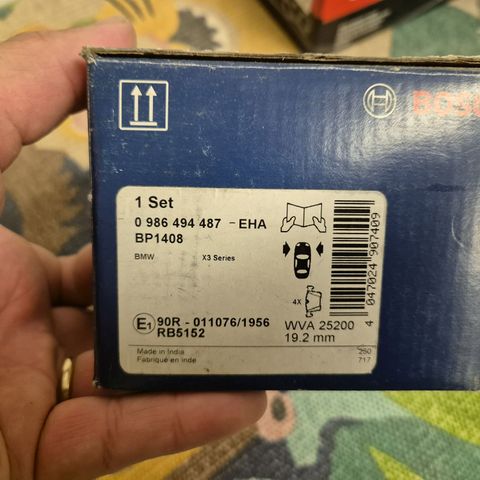 BOSC
1 Set
0 986 494 487 - EHA
BP1408
BMW X3 Series
4X
E1 90R - 011076/1956
RB5152
WVA 25200
19.2 mm
Made in India
Fabriqué en Inde
250
717
4 047024 907409